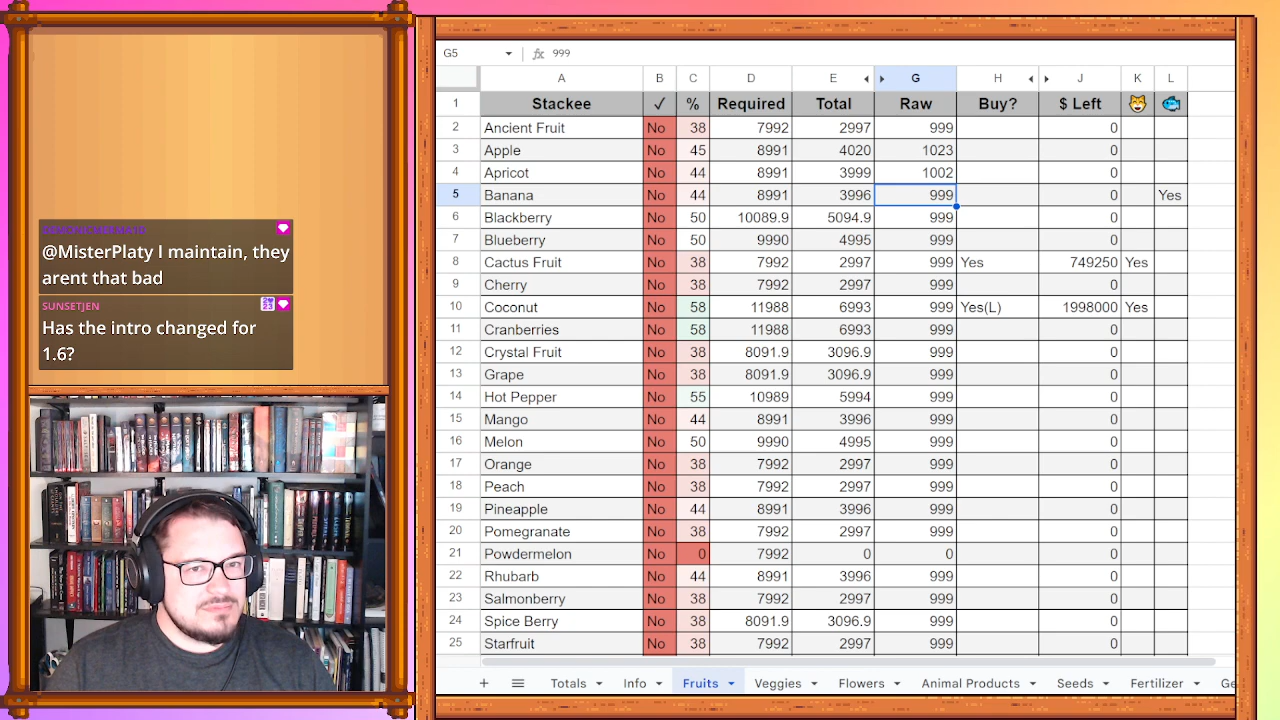 @MisterPlaty I maintain, they
arent that bad
SUNSETJEN
Has the intro changed for
1.6?
G5 fx 999
A B C D E G H J K L
1 Stackee ✓ % Required Total Raw Buy? $ Left
2 Ancient Fruit No 38 7992 2997 999 0
3 Apple No 45 8991 4020 1023 0
4 Apricot No 44 8991 3999 1002 0
5 Banana No 44 8991 3996 999 0 Yes
6 Blackberry No 50 10089.9 5094.9 999 0
7 Blueberry No 50 9990 4995 999 0
8 Cactus Fruit No 38 7992 2997 999 Yes 749250 Yes
9 Cherry No 38 7992 2997 999 0
10 Coconut No 58 11988 6993 999 Yes(L) 1998000 Yes
11 Cranberries No 58 11988 6993 999 0
12 Crystal Fruit No 38 8091.9 3096.9 999 0
13 Grape No 38 8091.9 3096.9 999 0
14 Hot Pepper No 55 10989 5994 999 0
15 Mango No 44 8991 3996 999 0
16 Melon No 50 9990 4995 999 0
17 Orange No 38 7992 2997 999 0
18 Peach No 38 7992 2997 999 0
19 Pineapple No 44 8991 3996 999 0
20 Pomegranate No 38 7992 2997 999 0
21 Powdermelon No 0 7992 0 0 0
22 Rhubarb No 44 8991 3996 999 0
23 Salmonberry No 38 7992 2997 999 0
24 Spice Berry No 38 8091.9 3096.9 999 0
25 Starfruit No 38 7992 2997 999 0
+ Totals Info Fruits Veggies Flowers Animal Products Seeds Fertilizer Ge